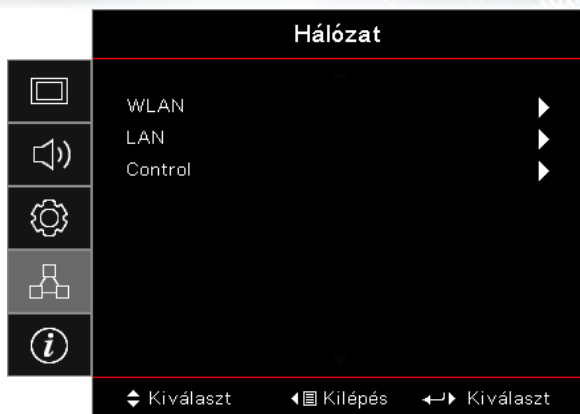 Hálózat
WLAN
LAN
Control
Kiválaszt Kilépés Kiválaszt